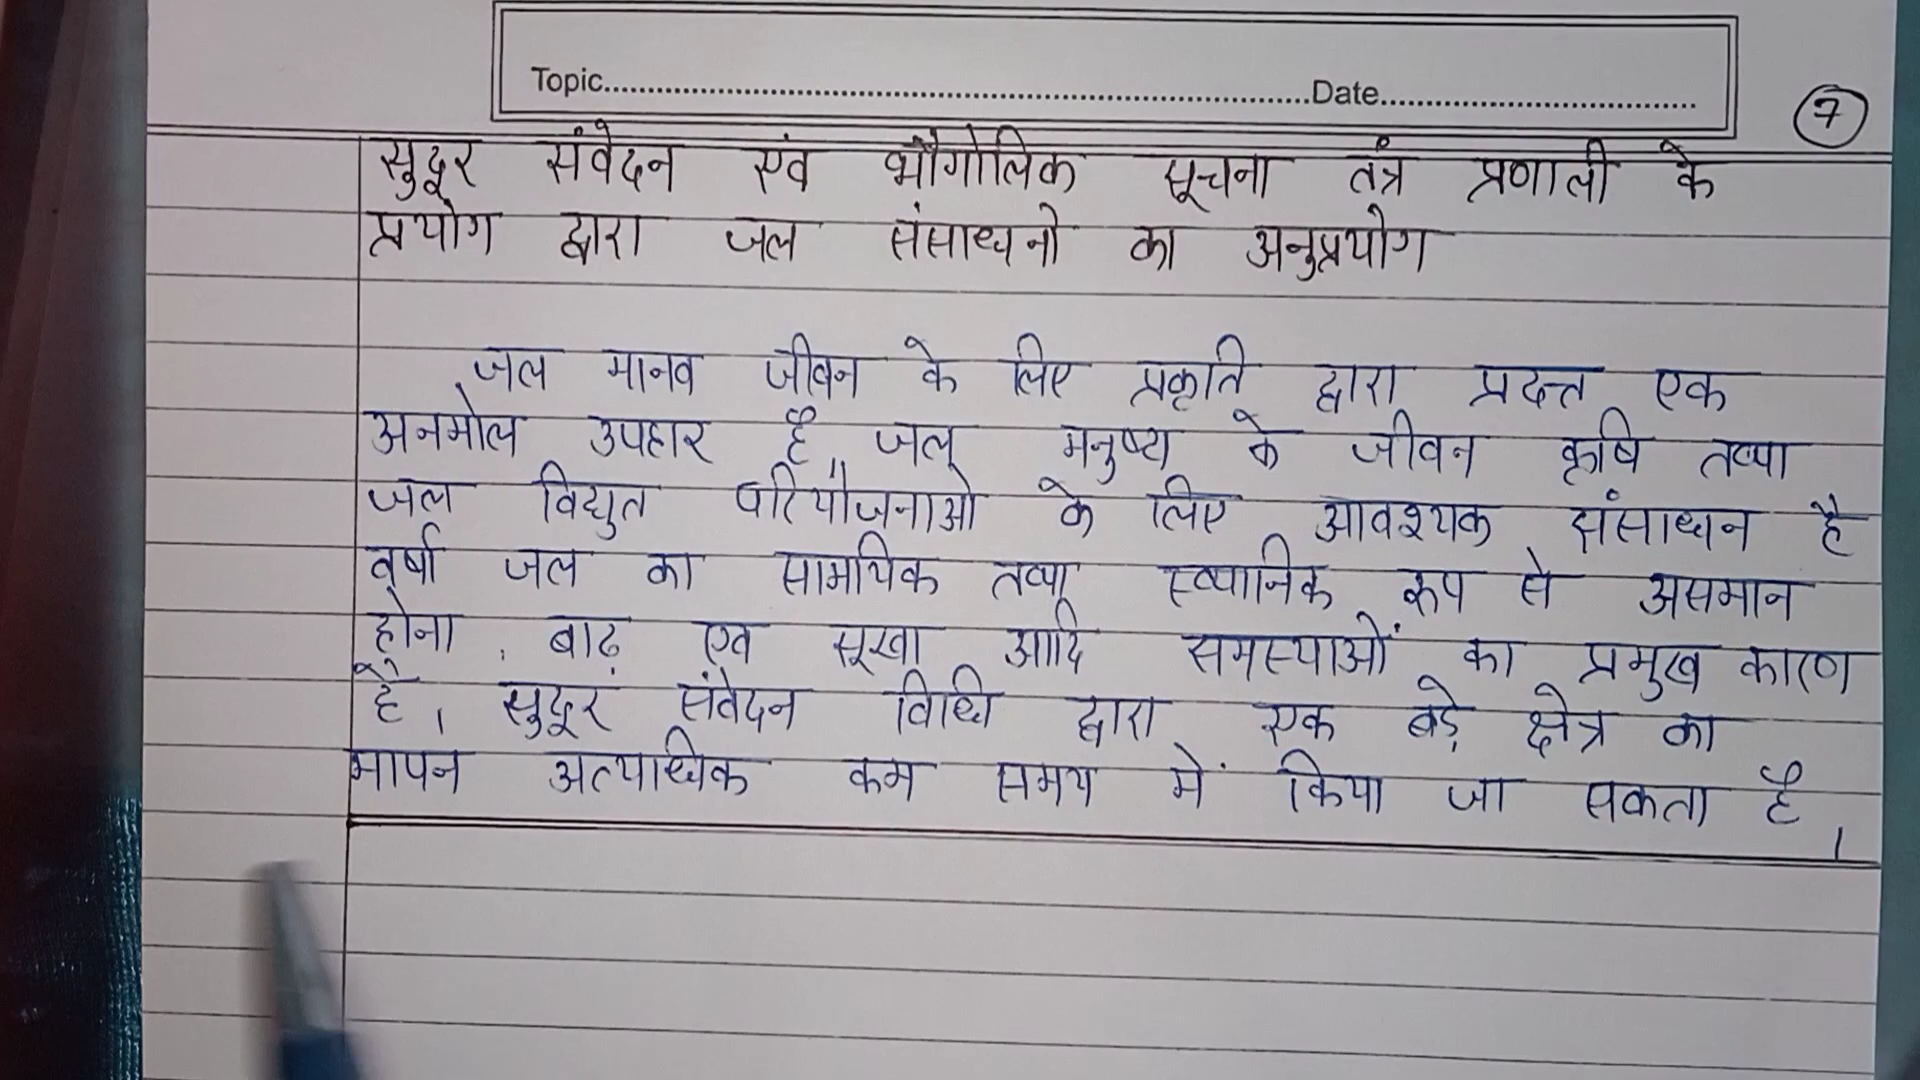 Topic.......................................................Date....................................
7
सुदूर संवेदन एवं भौगोलिक सूचना तंत्र प्रणाली के
प्रयोग द्वारा जल संसाधनो का अनुप्रयोग
जल मानव जीवन के लिए प्रकृति द्वारा प्रदत्त एक
अनमोल उपहार है, जल मनुष्य के जीवन कृषि तथा
जल विद्युत परियोजनाओ के लिए आवश्यक संसाधन है
वर्षा जल का सामयिक तथा स्थानिक रूप से असमान
होना, बाढ़ एव सूखा आदि समस्याओं का प्रमुख कारण
है। सुदूर संवेदन विधि द्वारा एक बड़े क्षेत्र का
मापन अत्याधिक कम समय में किया जा सकता है।